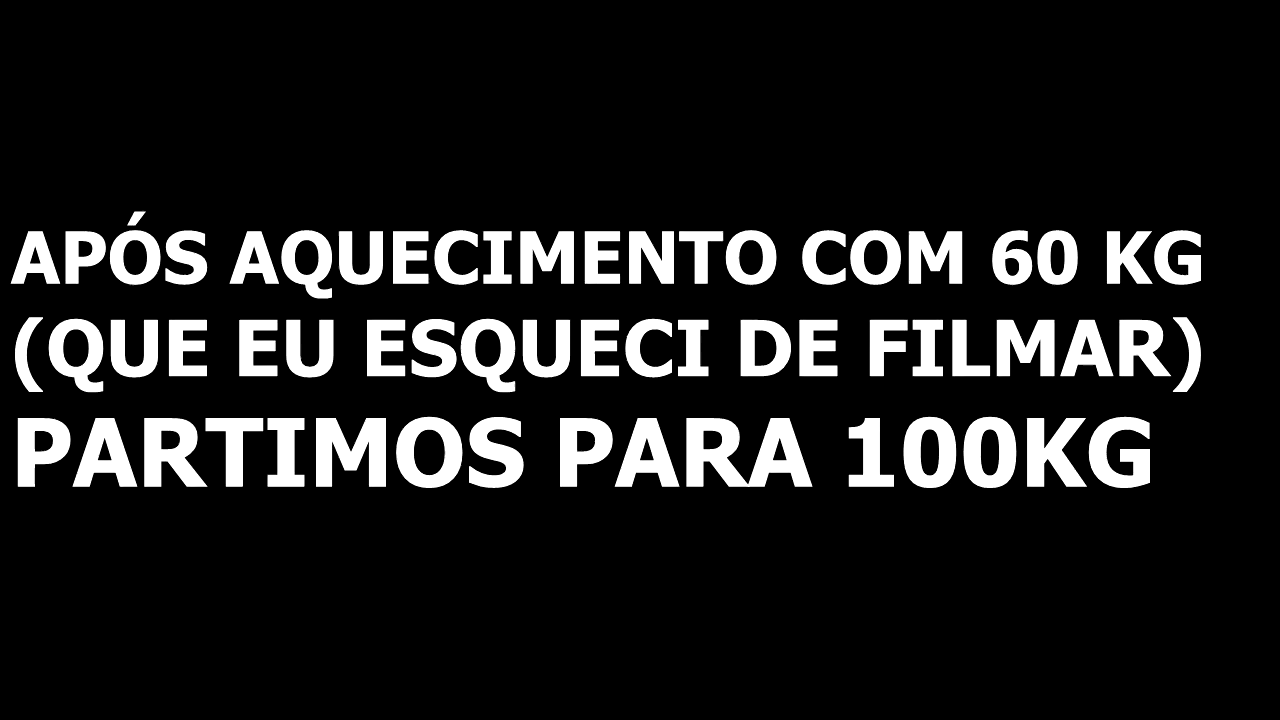 APÓS AQUECIMENTO COM 60 KG
(QUE EU ESQUECI DE FILMAR)
PARTIMOS PARA 100KG